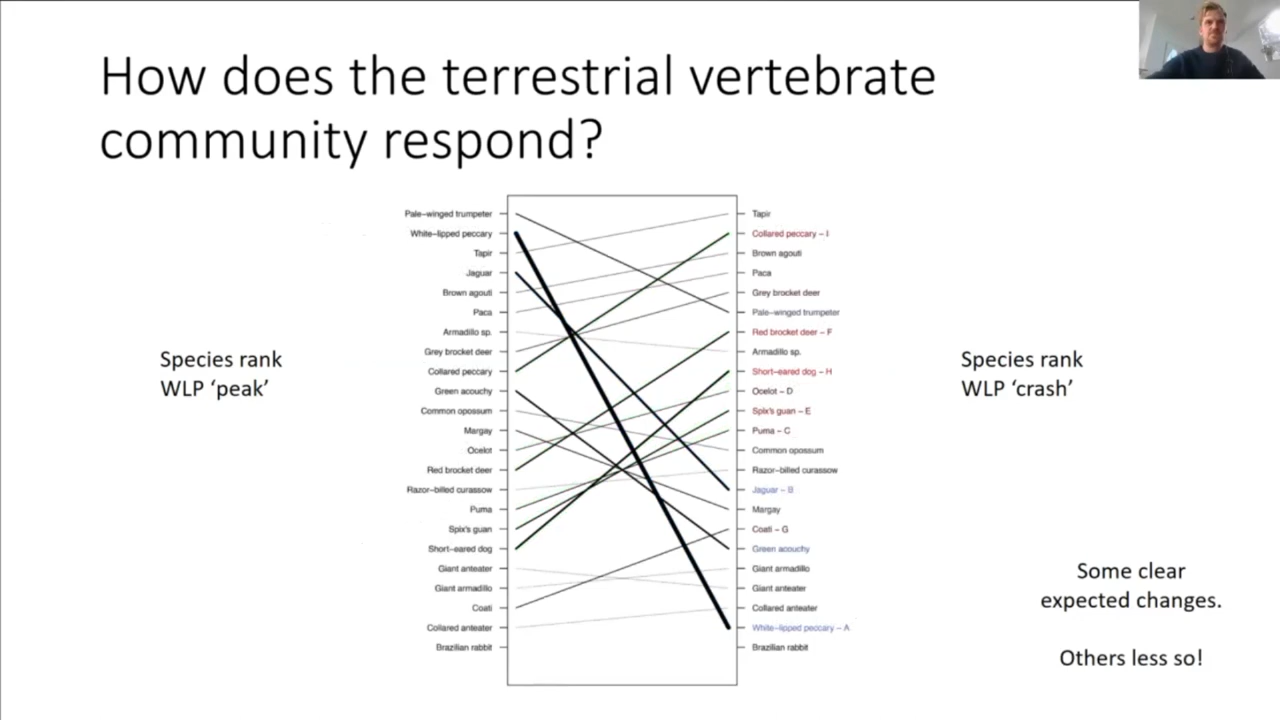 How does the terrestrial vertebrate
community respond?
Species rank
WLP ‘peak’
Pale–winged trumpeter
White–lipped peccary
Tapir
Jaguar
Brown agouti
Paca
Armadillo sp.
Grey brocket deer
Collared peccary
Green acouchy
Common opossum
Margay
Ocelot
Red brocket deer
Razor–billed curassow
Puma
Spix's guan
Short–eared dog
Giant anteater
Giant armadillo
Coati
Collared anteater
Brazilian rabbit
Tapir
Collared peccary – I
Brown agouti
Paca
Grey brocket deer
Pale–winged trumpeter
Red brocket deer – F
Armadillo sp.
Short–eared dog – H
Ocelot – D
Spix's guan – E
Puma – C
Common opossum
Razor–billed curassow
Jaguar – B
Margay
Coati – G
Green acouchy
Giant armadillo
Giant anteater
Collared anteater
White–lipped peccary – A
Brazilian rabbit
Species rank
WLP ‘crash’
Some clear
expected changes.
Others less so!